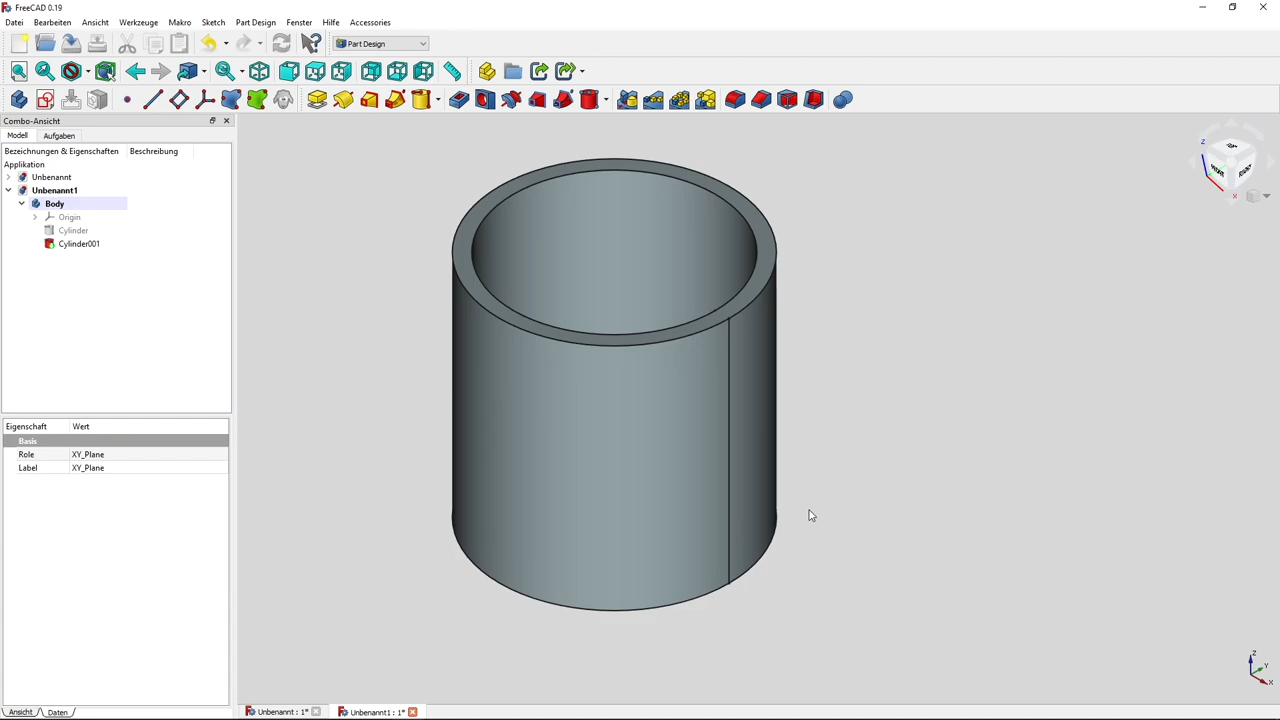 FreeCAD 0.19
Datei Bearbeiten Ansicht Werkzeuge Makro Sketch Part Design Fenster Hilfe Accessories
Part Design
Combo-Ansicht
Modell Aufgaben
Bezeichnungen & Eigenschaften Beschreibung
Applikation
Unbenannt
Unbenannt1
Body
Origin
Cylinder
Cylinder001
Eigenschaft Wert
Basis
Role XY_Plane
Label XY_Plane
Ansicht Daten
Unbenannt : 1* Unbenannt1 : 1*
Z
X
Z
Y
X